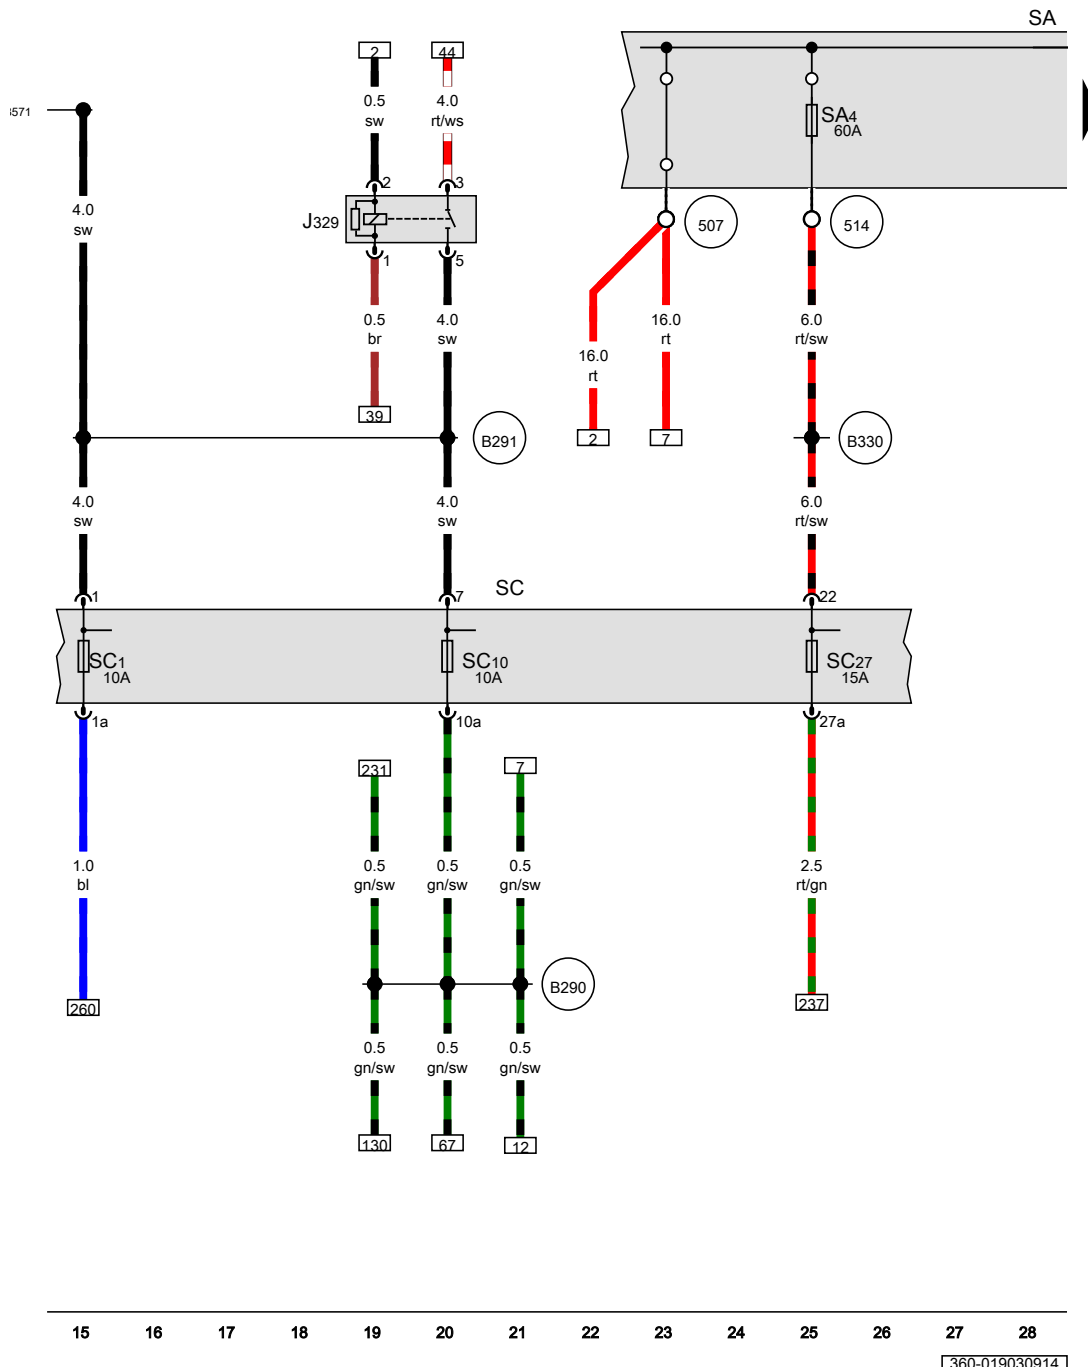 SA
2
44
0.5
sw
4.0
rt/ws
SA4
60A
3571
2
3
4.0
sw
J329
507
514
1
5
0.5
br
4.0
sw
16.0
rt
6.0
rt/sw
16.0
rt
39
2
7
B291
B330
4.0
sw
4.0
sw
6.0
rt/sw
SC
1
7
22
SC1
10A
SC10
10A
SC27
15A
1a
10a
27a
231
7
1.0
bl
0.5
gn/sw
0.5
gn/sw
0.5
gn/sw
2.5
rt/gn
B290
260
237
0.5
gn/sw
0.5
gn/sw
0.5
gn/sw
130
67
12
15 16 17 18 19 20 21 22 23 24 25 26 27 28
360-019030914